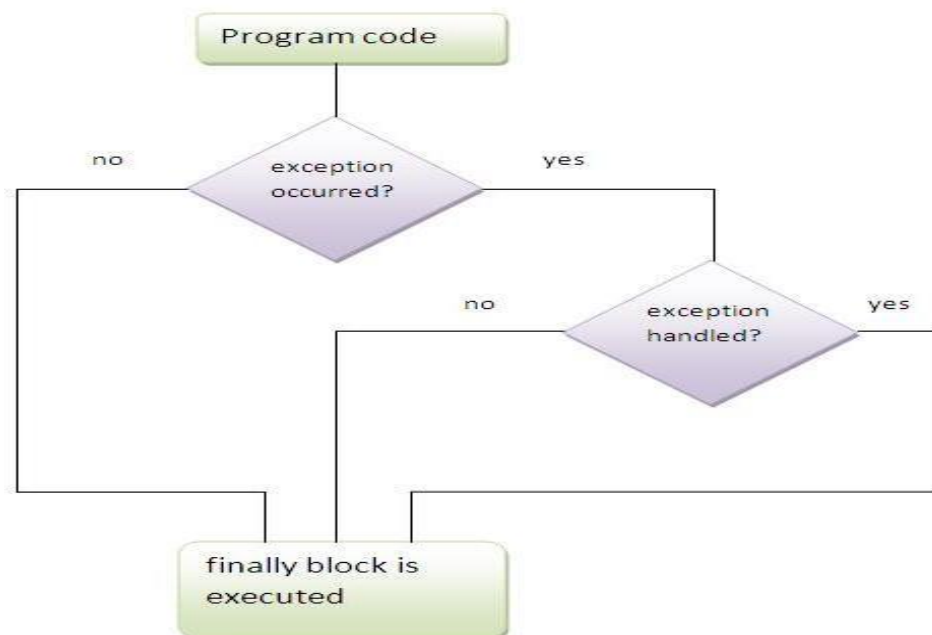 Program code
no
exception
occurred?
yes
no
exception
handled?
yes
finally block is
executed